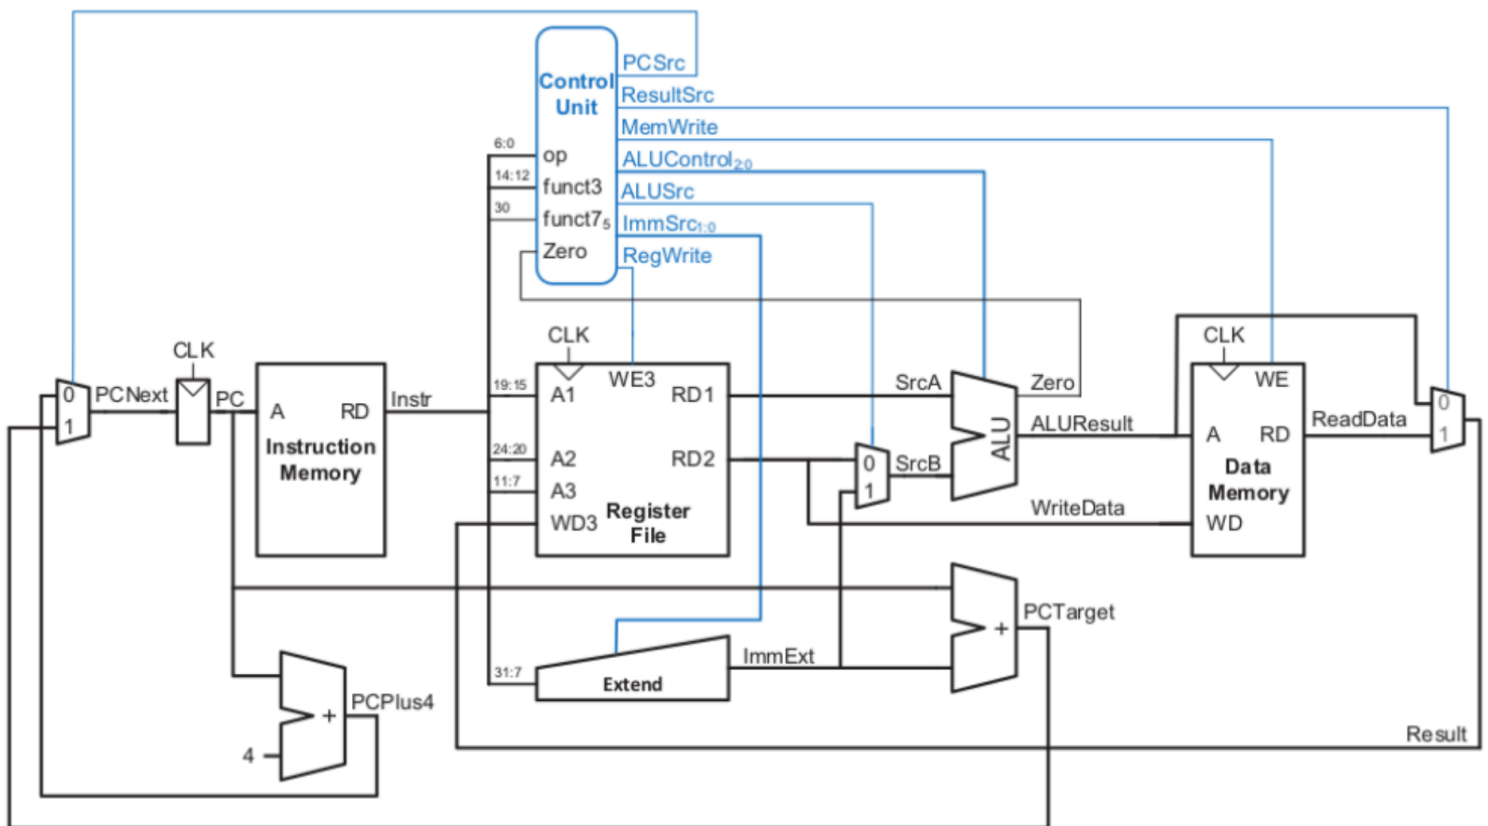 Control
Unit
PCSrc
ResultSrc
MemWrite
ALUControl2:0
ALUSrc
ImmSrc1:0
RegWrite
6:0
op
14:12
funct3
30
funct75
Zero
CLK
0
1
PCNext
PC
A
RD
Instruction
Memory
Instr
CLK
WE3
19:15
A1
RD1
24:20
A2
RD2
11:7
A3
WD3
Register
File
SrcA
0
1
SrcB
ALU
Zero
ALUResult
WriteData
CLK
WE
A
RD
Data
Memory
WD
ReadData
0
1
+
PCTarget
31:7
Extend
ImmExt
+
PCPlus4
4
Result